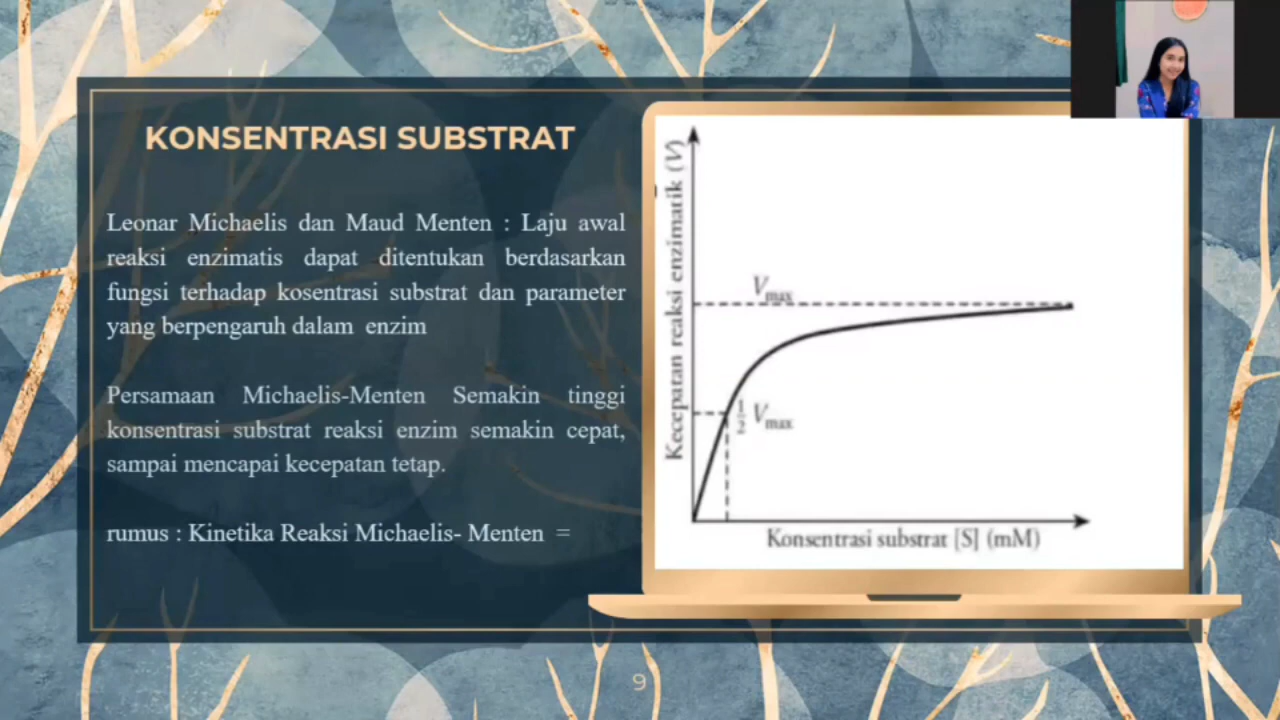 KONSENTRASI SUBSTRAT
Leonar Michaelis dan Maud Menten : Laju awal
reaksi enzimatis dapat ditentukan berdasarkan
fungsi terhadap kosentrasi substrat dan parameter
yang berpengaruh dalam enzim
Persamaan Michaelis-Menten Semakin tinggi
konsentrasi substrat reaksi enzim semakin cepat,
sampai mencapai kecepatan tetap.
rumus : Kinetika Reaksi Michaelis- Menten =
Kecepatan reaksi enzimatik (V)
Vmax
1/2 Vmax
Konsentrasi substrat [S] (mM)
9